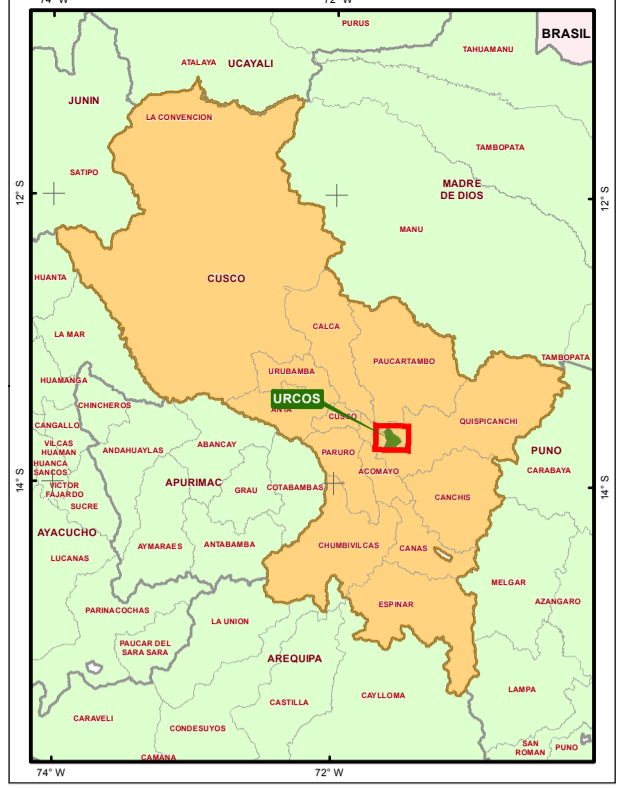 74° W
72° W
PURUS
BRASIL
TAHUAMANU
ATALAYA
UCAYALI
JUNIN
LA CONVENCION
TAMBOPATA
SATIPO
MADRE
DE DIOS
12° S
12° S
MANU
HUANTA
CUSCO
CALCA
LA MAR
PAUCARTAMBO
TAMBOPATA
URUBAMBA
HUAMANGA
URCOS
CHINCHEROS
ANTA
CUSCO
QUISPICANCHI
CANGALLO
VILCAS
HUAMAN
ANDAHUAYLAS
ABANCAY
PARURO
PUNO
HUANCA
SANCOS
ACOMAYO
CARABAYA
14° S
14° S
VICTOR
FAJARDO
APURIMAC
GRAU
COTABAMBAS
CANCHIS
SUCRE
AYACUCHO
AYMARAES
ANTABAMBA
CHUMBIVILCAS
CANAS
LUCANAS
MELGAR
PARINACOCHAS
ESPINAR
AZANGARO
LA UNION
PAUCAR DEL
SARA SARA
AREQUIPA
CASTILLA
CAYLLOMA
LAMPA
CARAVELI
CONDESUYOS
SAN
ROMAN
PUNO
CAMANA
74° W
72° W